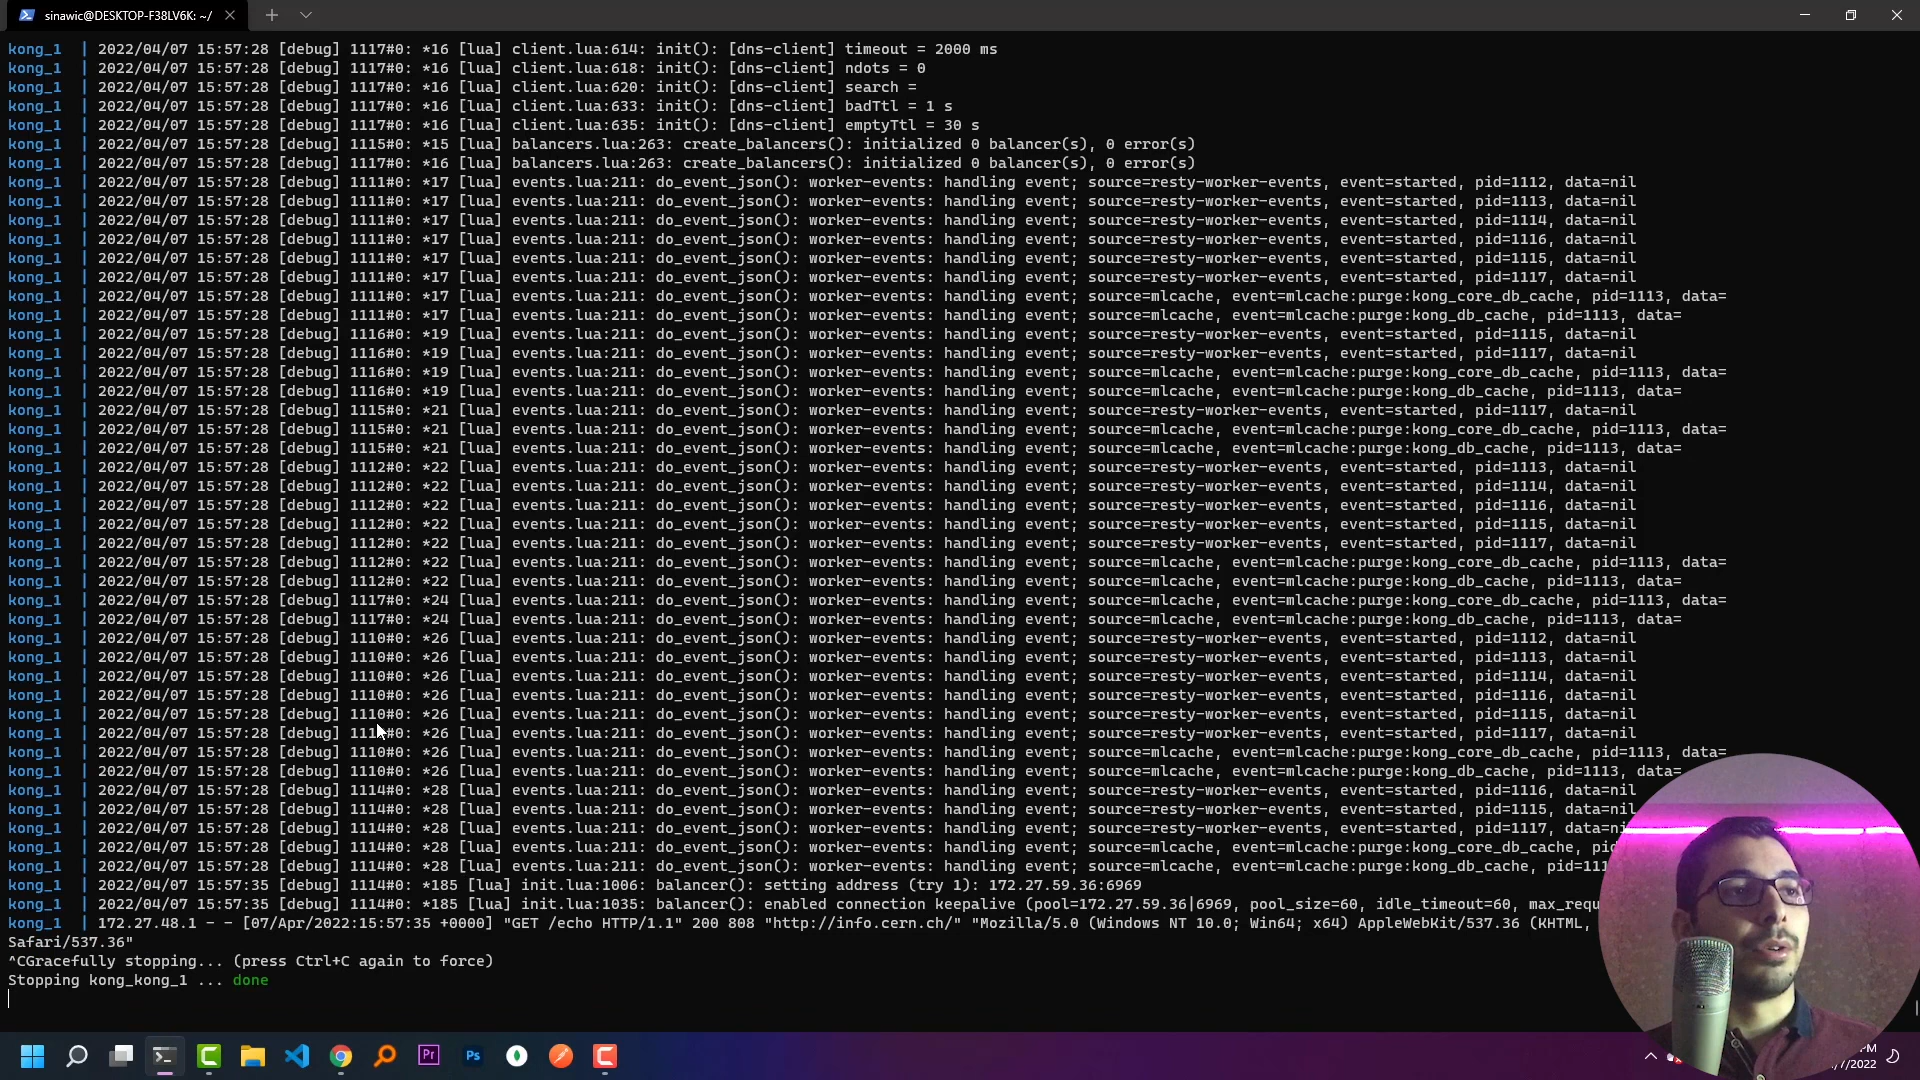 sinawic@DESKTOP-F38LV6K: ~/
kong_1  | 2022/04/07 15:57:28 [debug] 1117#0: *16 [lua] client.lua:614: init(): [dns-client] timeout = 2000 ms
kong_1  | 2022/04/07 15:57:28 [debug] 1117#0: *16 [lua] client.lua:618: init(): [dns-client] ndots = 0
kong_1  | 2022/04/07 15:57:28 [debug] 1117#0: *16 [lua] client.lua:620: init(): [dns-client] search =
kong_1  | 2022/04/07 15:57:28 [debug] 1117#0: *16 [lua] client.lua:633: init(): [dns-client] badTtl = 1 s
kong_1  | 2022/04/07 15:57:28 [debug] 1117#0: *16 [lua] client.lua:635: init(): [dns-client] emptyTtl = 30 s
kong_1  | 2022/04/07 15:57:28 [debug] 1115#0: *15 [lua] balancers.lua:263: create_balancers(): initialized 0 balancer(s), 0 error(s)
kong_1  | 2022/04/07 15:57:28 [debug] 1117#0: *16 [lua] balancers.lua:263: create_balancers(): initialized 0 balancer(s), 0 error(s)
kong_1  | 2022/04/07 15:57:28 [debug] 1111#0: *17 [lua] events.lua:211: do_event_json(): worker-events: handling event; source=resty-worker-events, event=started, pid=1112, data=nil
kong_1  | 2022/04/07 15:57:28 [debug] 1111#0: *17 [lua] events.lua:211: do_event_json(): worker-events: handling event; source=resty-worker-events, event=started, pid=1113, data=nil
kong_1  | 2022/04/07 15:57:28 [debug] 1111#0: *17 [lua] events.lua:211: do_event_json(): worker-events: handling event; source=resty-worker-events, event=started, pid=1114, data=nil
kong_1  | 2022/04/07 15:57:28 [debug] 1111#0: *17 [lua] events.lua:211: do_event_json(): worker-events: handling event; source=resty-worker-events, event=started, pid=1116, data=nil
kong_1  | 2022/04/07 15:57:28 [debug] 1111#0: *17 [lua] events.lua:211: do_event_json(): worker-events: handling event; source=resty-worker-events, event=started, pid=1115, data=nil
kong_1  | 2022/04/07 15:57:28 [debug] 1111#0: *17 [lua] events.lua:211: do_event_json(): worker-events: handling event; source=resty-worker-events, event=started, pid=1117, data=nil
kong_1  | 2022/04/07 15:57:28 [debug] 1111#0: *17 [lua] events.lua:211: do_event_json(): worker-events: handling event; source=mlcache, event=mlcache:purge:kong_core_db_cache, pid=1113, data=
kong_1  | 2022/04/07 15:57:28 [debug] 1111#0: *17 [lua] events.lua:211: do_event_json(): worker-events: handling event; source=mlcache, event=mlcache:purge:kong_db_cache, pid=1113, data=
kong_1  | 2022/04/07 15:57:28 [debug] 1116#0: *19 [lua] events.lua:211: do_event_json(): worker-events: handling event; source=resty-worker-events, event=started, pid=1115, data=nil
kong_1  | 2022/04/07 15:57:28 [debug] 1116#0: *19 [lua] events.lua:211: do_event_json(): worker-events: handling event; source=resty-worker-events, event=started, pid=1117, data=nil
kong_1  | 2022/04/07 15:57:28 [debug] 1116#0: *19 [lua] events.lua:211: do_event_json(): worker-events: handling event; source=mlcache, event=mlcache:purge:kong_core_db_cache, pid=1113, data=
kong_1  | 2022/04/07 15:57:28 [debug] 1116#0: *19 [lua] events.lua:211: do_event_json(): worker-events: handling event; source=mlcache, event=mlcache:purge:kong_db_cache, pid=1113, data=
kong_1  | 2022/04/07 15:57:28 [debug] 1115#0: *21 [lua] events.lua:211: do_event_json(): worker-events: handling event; source=resty-worker-events, event=started, pid=1117, data=nil
kong_1  | 2022/04/07 15:57:28 [debug] 1115#0: *21 [lua] events.lua:211: do_event_json(): worker-events: handling event; source=mlcache, event=mlcache:purge:kong_core_db_cache, pid=1113, data=
kong_1  | 2022/04/07 15:57:28 [debug] 1115#0: *21 [lua] events.lua:211: do_event_json(): worker-events: handling event; source=mlcache, event=mlcache:purge:kong_db_cache, pid=1113, data=
kong_1  | 2022/04/07 15:57:28 [debug] 1112#0: *22 [lua] events.lua:211: do_event_json(): worker-events: handling event; source=resty-worker-events, event=started, pid=1113, data=nil
kong_1  | 2022/04/07 15:57:28 [debug] 1112#0: *22 [lua] events.lua:211: do_event_json(): worker-events: handling event; source=resty-worker-events, event=started, pid=1114, data=nil
kong_1  | 2022/04/07 15:57:28 [debug] 1112#0: *22 [lua] events.lua:211: do_event_json(): worker-events: handling event; source=resty-worker-events, event=started, pid=1116, data=nil
kong_1  | 2022/04/07 15:57:28 [debug] 1112#0: *22 [lua] events.lua:211: do_event_json(): worker-events: handling event; source=resty-worker-events, event=started, pid=1115, data=nil
kong_1  | 2022/04/07 15:57:28 [debug] 1112#0: *22 [lua] events.lua:211: do_event_json(): worker-events: handling event; source=resty-worker-events, event=started, pid=1117, data=nil
kong_1  | 2022/04/07 15:57:28 [debug] 1112#0: *22 [lua] events.lua:211: do_event_json(): worker-events: handling event; source=mlcache, event=mlcache:purge:kong_core_db_cache, pid=1113, data=
kong_1  | 2022/04/07 15:57:28 [debug] 1112#0: *22 [lua] events.lua:211: do_event_json(): worker-events: handling event; source=mlcache, event=mlcache:purge:kong_db_cache, pid=1113, data=
kong_1  | 2022/04/07 15:57:28 [debug] 1117#0: *24 [lua] events.lua:211: do_event_json(): worker-events: handling event; source=mlcache, event=mlcache:purge:kong_core_db_cache, pid=1113, data=
kong_1  | 2022/04/07 15:57:28 [debug] 1117#0: *24 [lua] events.lua:211: do_event_json(): worker-events: handling event; source=mlcache, event=mlcache:purge:kong_db_cache, pid=1113, data=
kong_1  | 2022/04/07 15:57:28 [debug] 1110#0: *26 [lua] events.lua:211: do_event_json(): worker-events: handling event; source=resty-worker-events, event=started, pid=1112, data=nil
kong_1  | 2022/04/07 15:57:28 [debug] 1110#0: *26 [lua] events.lua:211: do_event_json(): worker-events: handling event; source=resty-worker-events, event=started, pid=1113, data=nil
kong_1  | 2022/04/07 15:57:28 [debug] 1110#0: *26 [lua] events.lua:211: do_event_json(): worker-events: handling event; source=resty-worker-events, event=started, pid=1114, data=nil
kong_1  | 2022/04/07 15:57:28 [debug] 1110#0: *26 [lua] events.lua:211: do_event_json(): worker-events: handling event; source=resty-worker-events, event=started, pid=1116, data=nil
kong_1  | 2022/04/07 15:57:28 [debug] 1110#0: *26 [lua] events.lua:211: do_event_json(): worker-events: handling event; source=resty-worker-events, event=started, pid=1115, data=nil
kong_1  | 2022/04/07 15:57:28 [debug] 1110#0: *26 [lua] events.lua:211: do_event_json(): worker-events: handling event; source=resty-worker-events, event=started, pid=1117, data=nil
kong_1  | 2022/04/07 15:57:28 [debug] 1110#0: *26 [lua] events.lua:211: do_event_json(): worker-events: handling event; source=mlcache, event=mlcache:purge:kong_core_db_cache, pid=1113, data=
kong_1  | 2022/04/07 15:57:28 [debug] 1110#0: *26 [lua] events.lua:211: do_event_json(): worker-events: handling event; source=mlcache, event=mlcache:purge:kong_db_cache, pid=1113, data=
kong_1  | 2022/04/07 15:57:28 [debug] 1114#0: *28 [lua] events.lua:211: do_event_json(): worker-events: handling event; source=resty-worker-events, event=started, pid=1116, data=nil
kong_1  | 2022/04/07 15:57:28 [debug] 1114#0: *28 [lua] events.lua:211: do_event_json(): worker-events: handling event; source=resty-worker-events, event=started, pid=1115, data=nil
kong_1  | 2022/04/07 15:57:28 [debug] 1114#0: *28 [lua] events.lua:211: do_event_json(): worker-events: handling event; source=resty-worker-events, event=started, pid=1117,
kong_1  | 2022/04/07 15:57:28 [debug] 1114#0: *28 [lua] events.lua:211: do_event_json(): worker-events: handling event; source=mlcache, event=mlcache:purge:kong_core_db_cache,
kong_1  | 2022/04/07 15:57:28 [debug] 1114#0: *28 [lua] events.lua:211: do_event_json(): worker-events: handling event; source=mlcache, event=mlcache:purge:kong_db_cache,
kong_1  | 2022/04/07 15:57:35 [debug] 1114#0: *185 [lua] init.lua:1006: balancer(): setting address (try 1): 172.27.59.36:6969
kong_1  | 2022/04/07 15:57:35 [debug] 1114#0: *185 [lua] init.lua:1035: balancer(): enabled connection keepalive (pool=172.27.59.36|6969, pool_size=60, idle_timeout=60,
kong_1  | 172.27.48.1 - - [07/Apr/2022:15:57:35 +0000] "GET /echo HTTP/1.1" 200 808 "http://info.cern.ch/" "Mozilla/5.0 (Windows NT 10.0; Win64; x64) AppleWebKit/537.36 (KHTML,
Safari/537.36"
^CGracefully stopping... (press Ctrl+C again to force)
Stopping kong_kong_1 ... done
Pr
Ps
PM
/7/2022